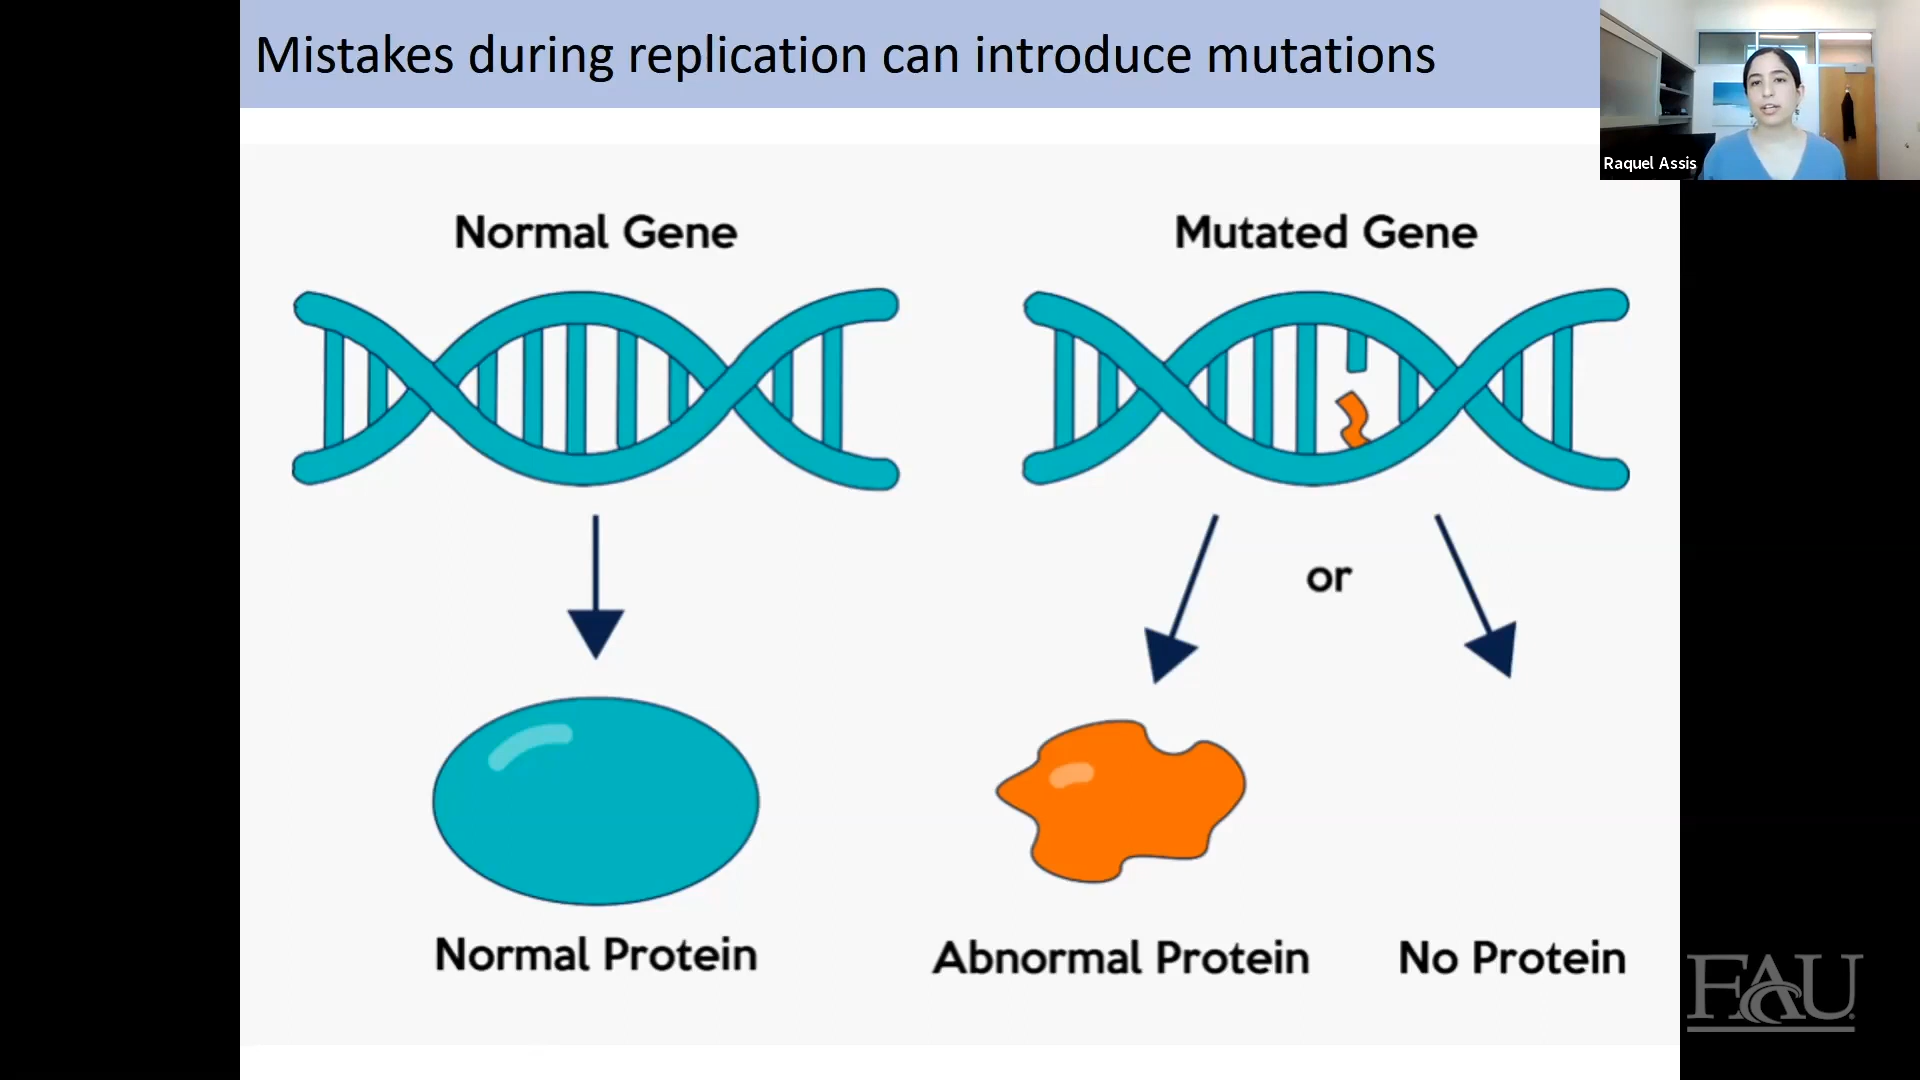 Mistakes during replication can introduce mutations
Raquel Assis
Normal Gene
Mutated Gene
or
Normal Protein
Abnormal Protein
No Protein
FAU